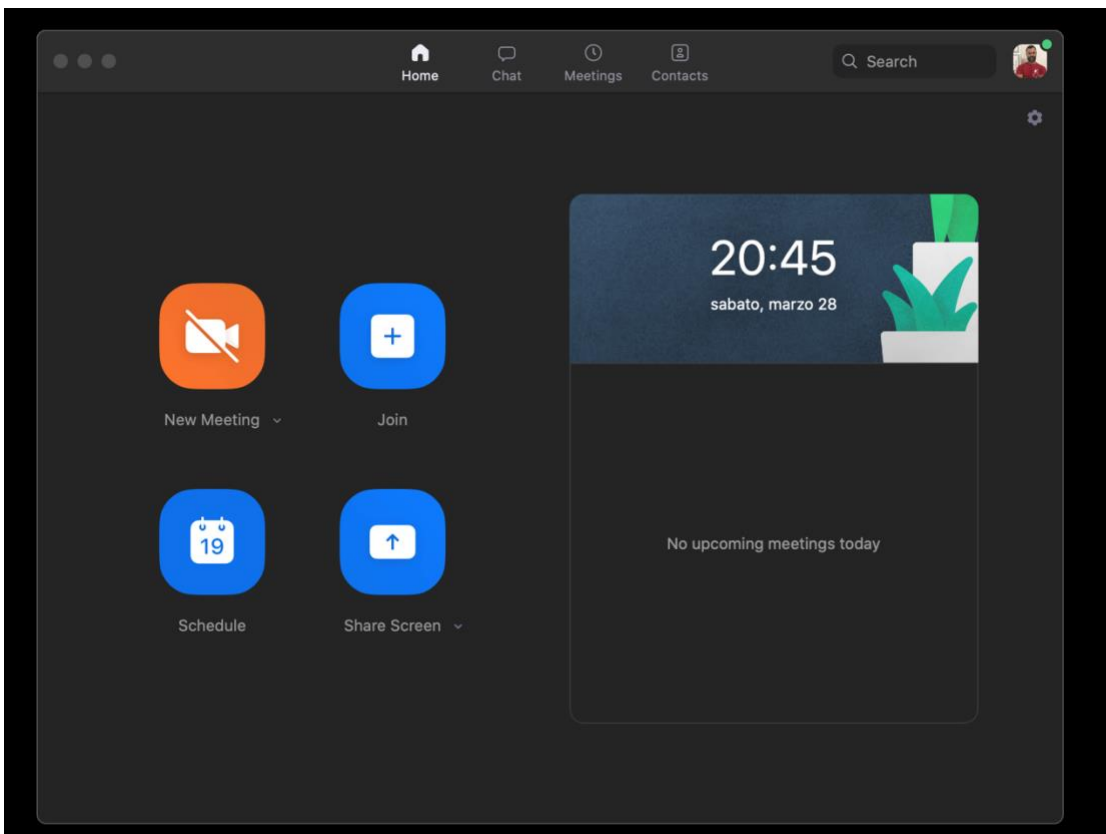 Home
Chat
Meetings
Contacts
Search
20:45
sabato, marzo 28
New Meeting
Join
19
Schedule
Share Screen
No upcoming meetings today